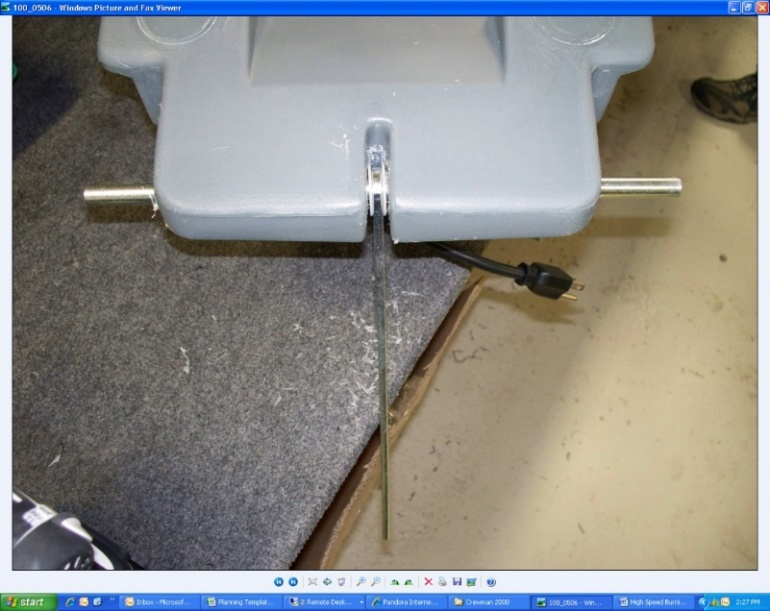 100_0506 - Windows Picture and Fax Viewer
start
Inbox - Microsof...
Planning Templat...
2 Remote Desk...
Pandora Interne...
Crewman 2000
100_0506 - Win...
High Speed Burni...
2:27 PM